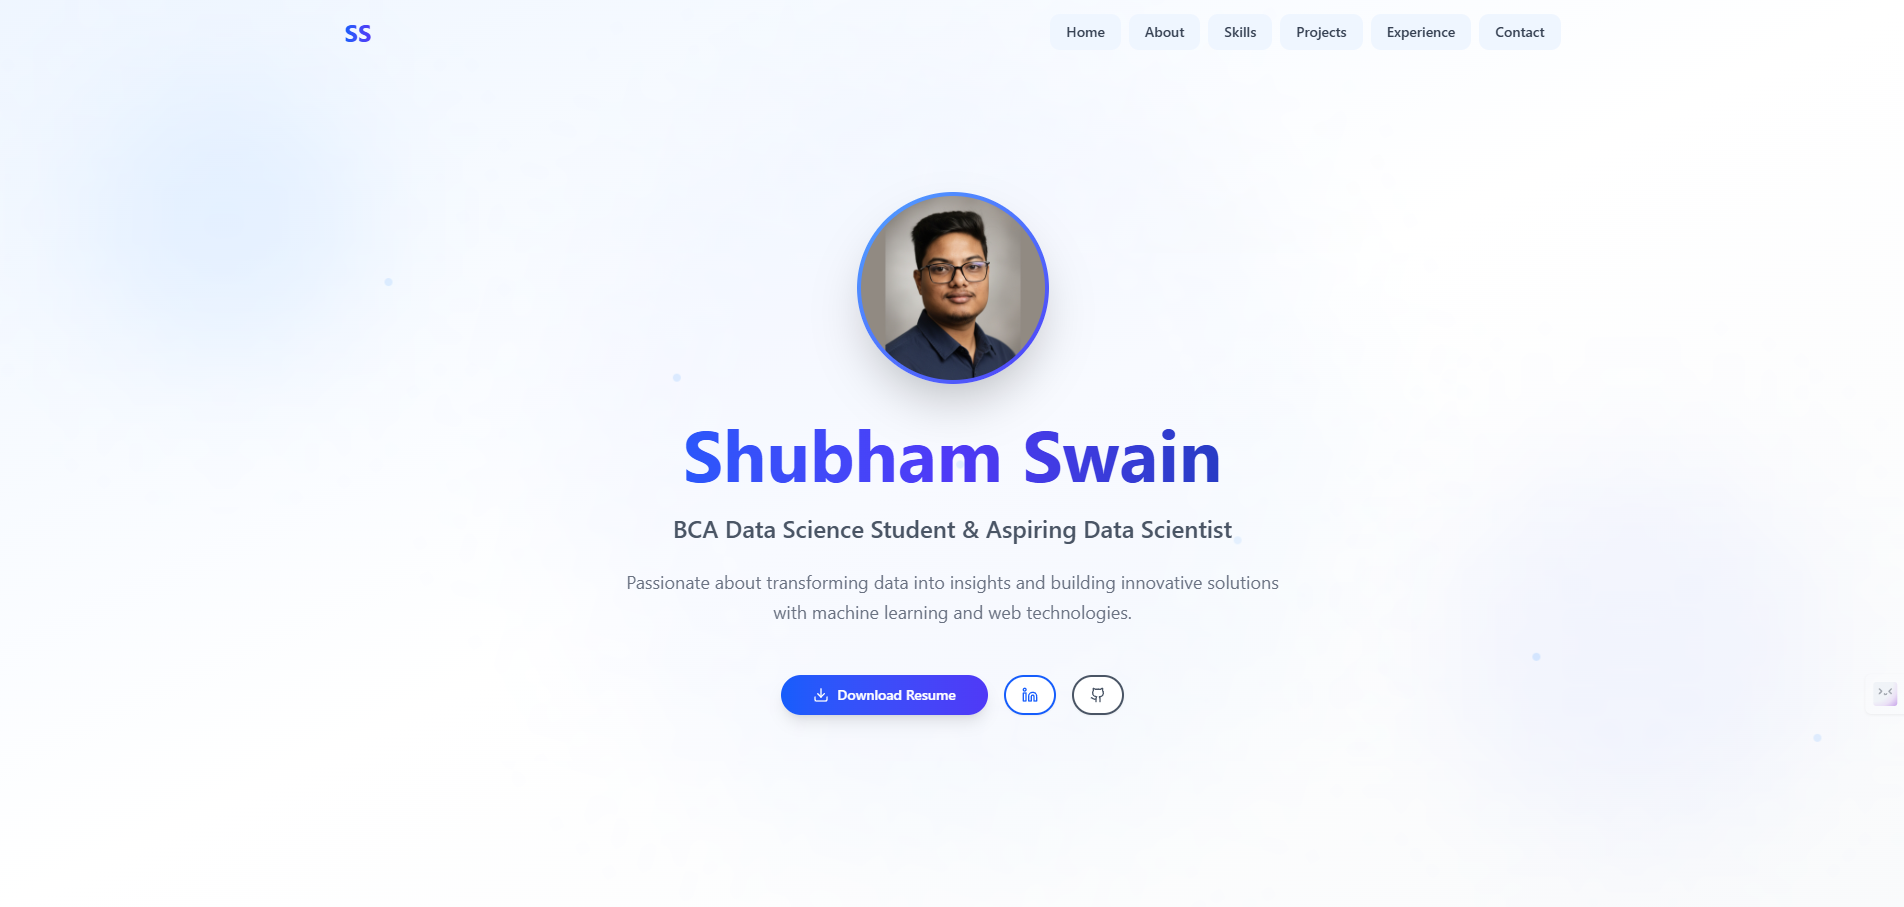 SS
Home
About
Skills
Projects
Experience
Contact
Shubham Swain
BCA Data Science Student & Aspiring Data Scientist
Passionate about transforming data into insights and building innovative solutions
with machine learning and web technologies.
Download Resume
in